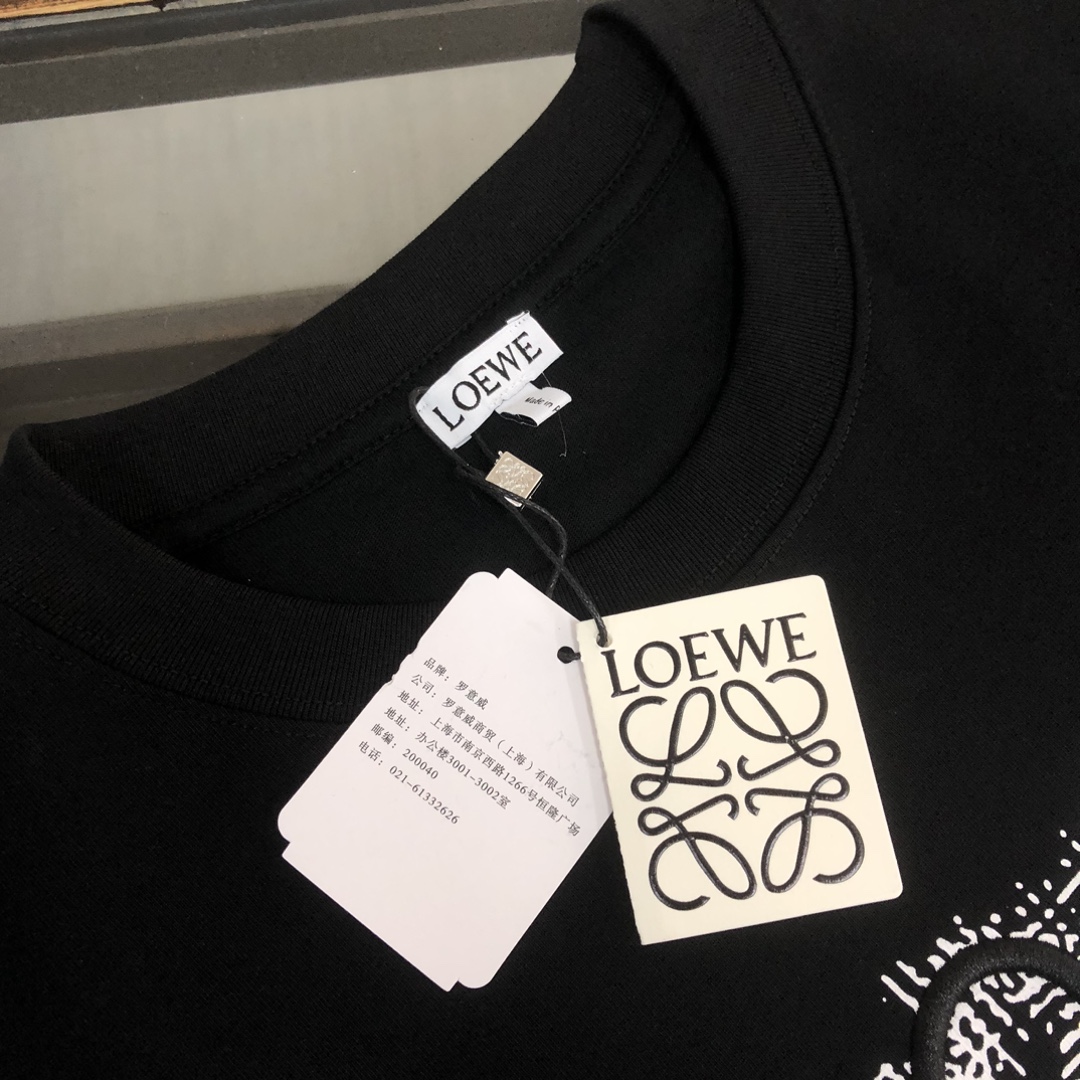 LOEWE
Made in
LOEWE
品牌：罗意威
公司：罗意威商贸（上海）有限公司
地址：上海市南京西路1266号恒隆广场
地址：办公楼3001-3002室
邮编：200040
电话：021-61332626